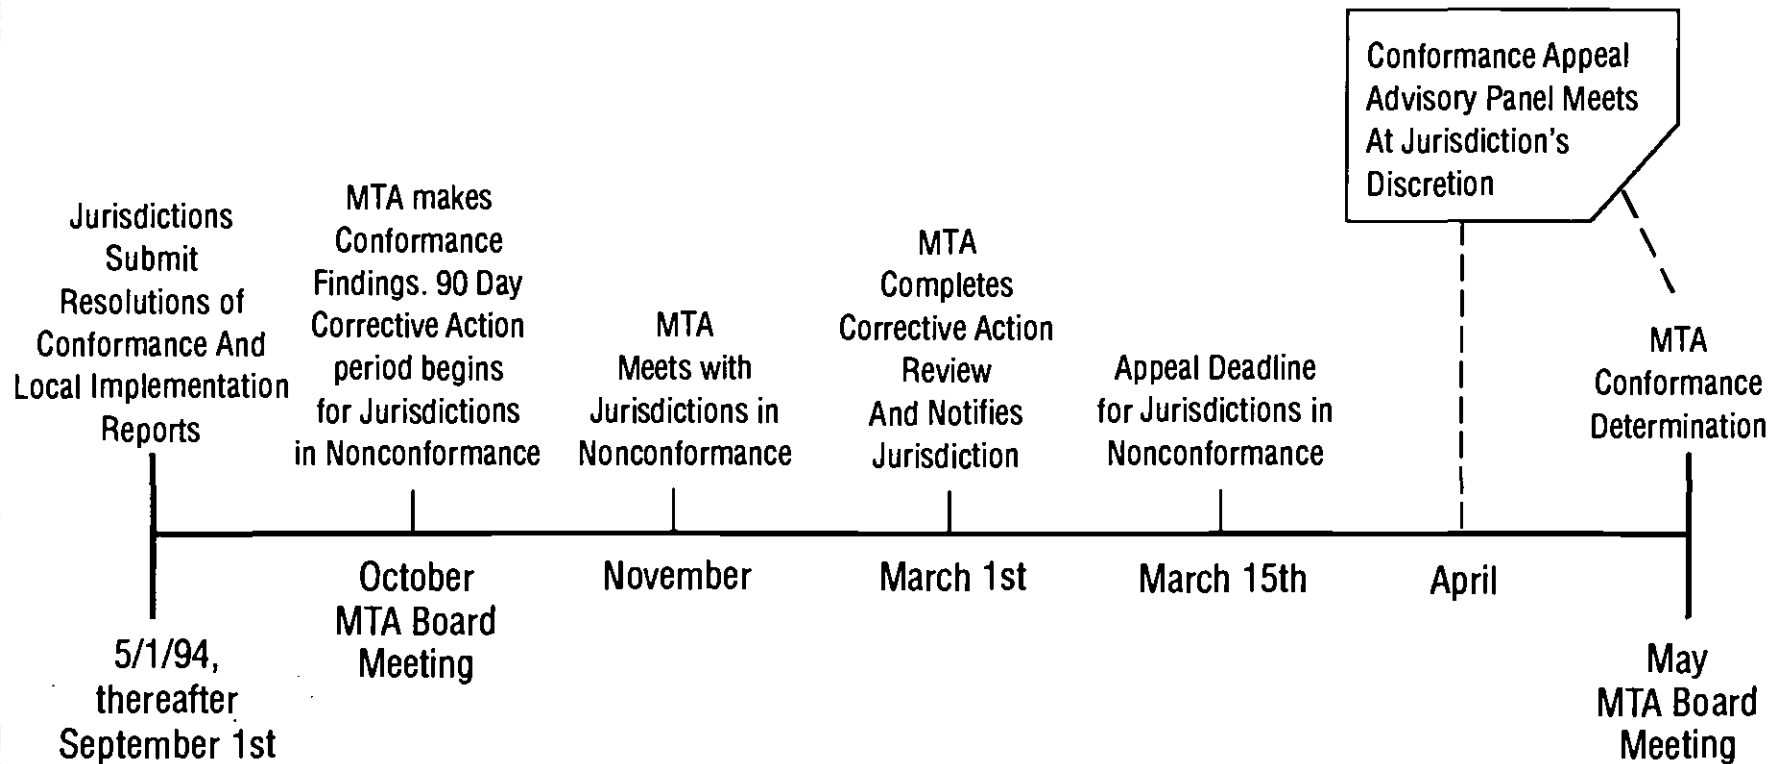 Jurisdictions
Submit
Resolutions of
Conformance And
Local Implementation
Reports
MTA makes
Conformance
Findings. 90 Day
Corrective Action
period begins
for Jurisdictions
in Nonconformance
MTA
Meets with
Jurisdictions in
Nonconformance
MTA
Completes
Corrective Action
Review
And Notifies
Jurisdiction
Appeal Deadline
for Jurisdictions in
Nonconformance
Conformance Appeal
Advisory Panel Meets
At Jurisdiction's
Discretion
MTA
Conformance
Determination
5/1/94,
thereafter
September 1st
October
MTA Board
Meeting
November
March 1st
March 15th
April
May
MTA Board
Meeting